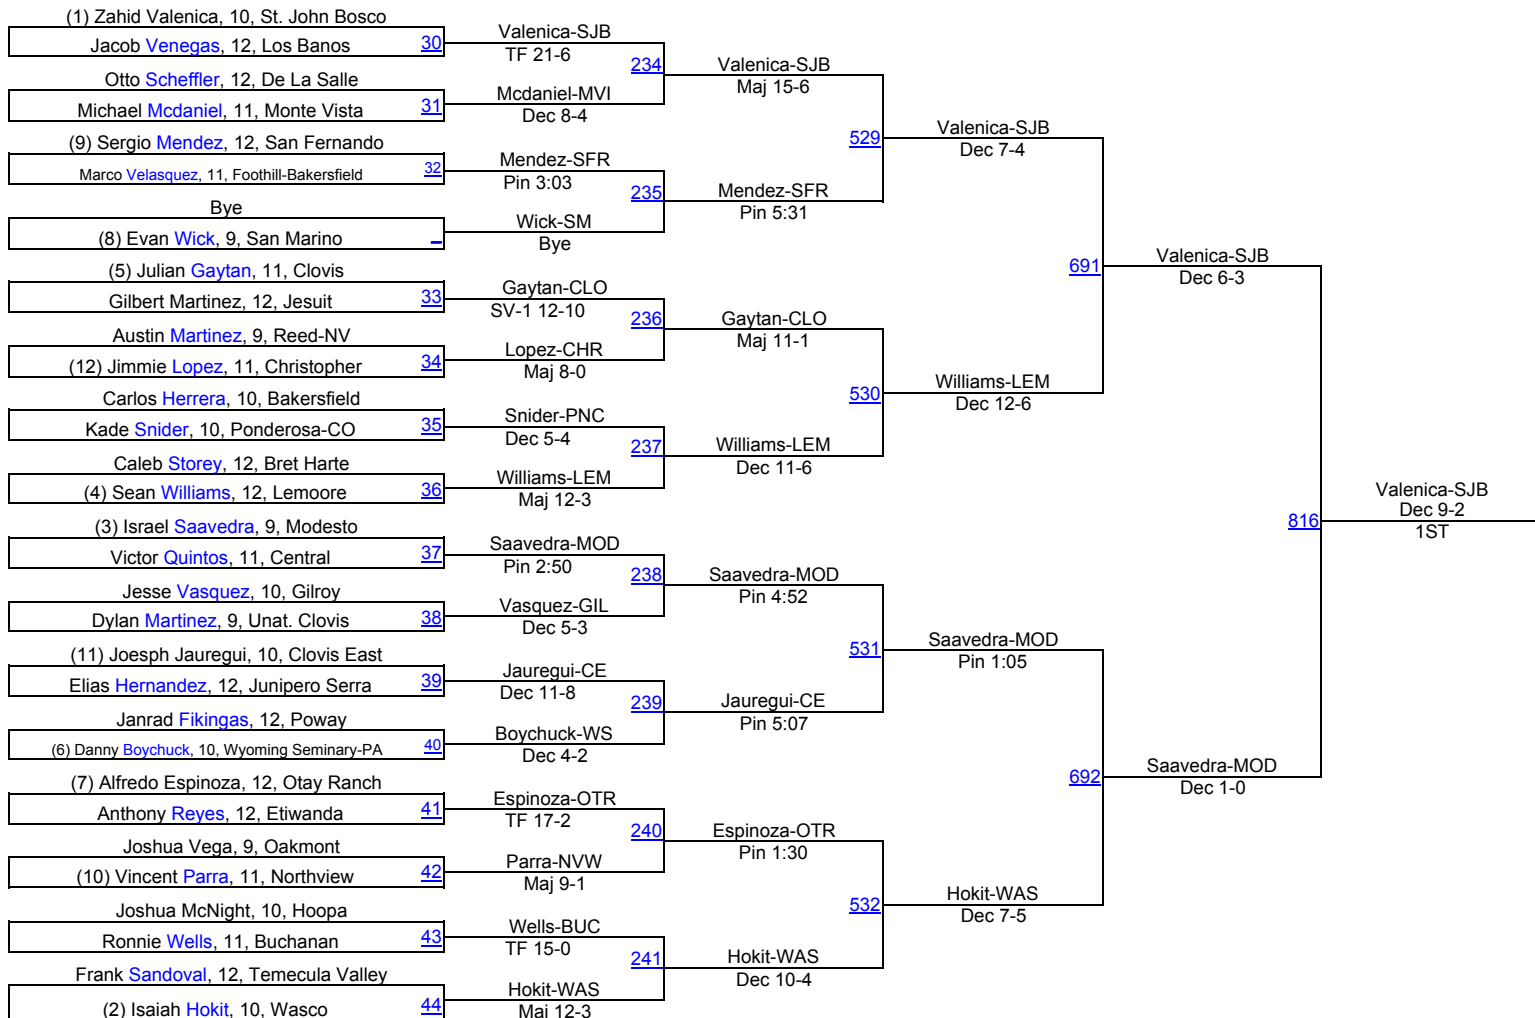 (1) Zahid Valenica, 10, St. John Bosco
Jacob Venegas, 12, Los Banos 30
Otto Scheffler, 12, De La Salle
Michael Mcdaniel, 11, Monte Vista 31
(9) Sergio Mendez, 12, San Fernando
Marco Velasquez, 11, Foothill-Bakersfield 32
Bye
(8) Evan Wick, 9, San Marino _
(5) Julian Gaytan, 11, Clovis
Gilbert Martinez, 12, Jesuit 33
Austin Martinez, 9, Reed-NV
(12) Jimmie Lopez, 11, Christopher 34
Carlos Herrera, 10, Bakersfield
Kade Snider, 10, Ponderosa-CO 35
Caleb Storey, 12, Bret Harte
(4) Sean Williams, 12, Lemoore 36
(3) Israel Saavedra, 9, Modesto
Victor Quintos, 11, Central 37
Jesse Vasquez, 10, Gilroy
Dylan Martinez, 9, Unat. Clovis 38
(11) Joesph Jauregui, 10, Clovis East
Elias Hernandez, 12, Junipero Serra 39
Janrad Fikingas, 12, Poway
(6) Danny Boychuck, 10, Wyoming Seminary-PA 40
(7) Alfredo Espinoza, 12, Otay Ranch
Anthony Reyes, 12, Etiwanda 41
Joshua Vega, 9, Oakmont
(10) Vincent Parra, 11, Northview 42
Joshua McNight, 10, Hoopa
Ronnie Wells, 11, Buchanan 43
Frank Sandoval, 12, Temecula Valley
(2) Isaiah Hokit, 10, Wasco 44
Valenica-SJB
TF 21-6
234
Mcdaniel-MVI
Dec 8-4
Mendez-SFR
Pin 3:03
235
Wick-SM
Bye
Gaytan-CLO
SV-1 12-10
236
Lopez-CHR
Maj 8-0
Snider-PNC
Dec 5-4
237
Williams-LEM
Maj 12-3
Saavedra-MOD
Pin 2:50
238
Vasquez-GIL
Dec 5-3
Jauregui-CE
Dec 11-8
239
Boychuck-WS
Dec 4-2
Espinoza-OTR
TF 17-2
240
Parra-NVW
Maj 9-1
Wells-BUC
TF 15-0
241
Hokit-WAS
Maj 12-3
Valenica-SJB
Maj 15-6
529
Mendez-SFR
Pin 5:31
Gaytan-CLO
Maj 11-1
530
Williams-LEM
Dec 11-6
Saavedra-MOD
Pin 4:52
531
Jauregui-CE
Pin 5:07
Espinoza-OTR
Pin 1:30
532
Hokit-WAS
Dec 10-4
Valenica-SJB
Dec 7-4
691
Williams-LEM
Dec 12-6
Saavedra-MOD
Pin 1:05
692
Hokit-WAS
Dec 7-5
Valenica-SJB
Dec 6-3
816
Saavedra-MOD
Dec 1-0
Valenica-SJB
Dec 9-2
1ST